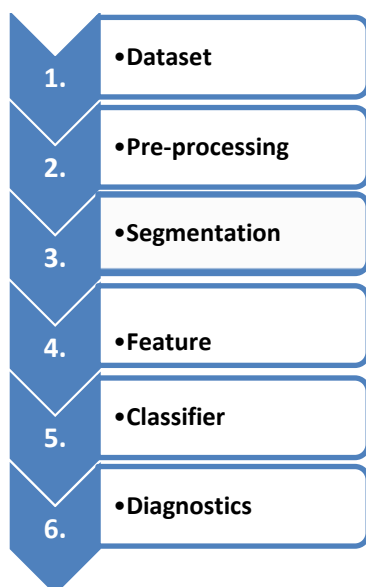 1.
•Dataset
2.
•Pre-processing
3.
•Segmentation
4.
•Feature
5.
•Classifier
6.
•Diagnostics